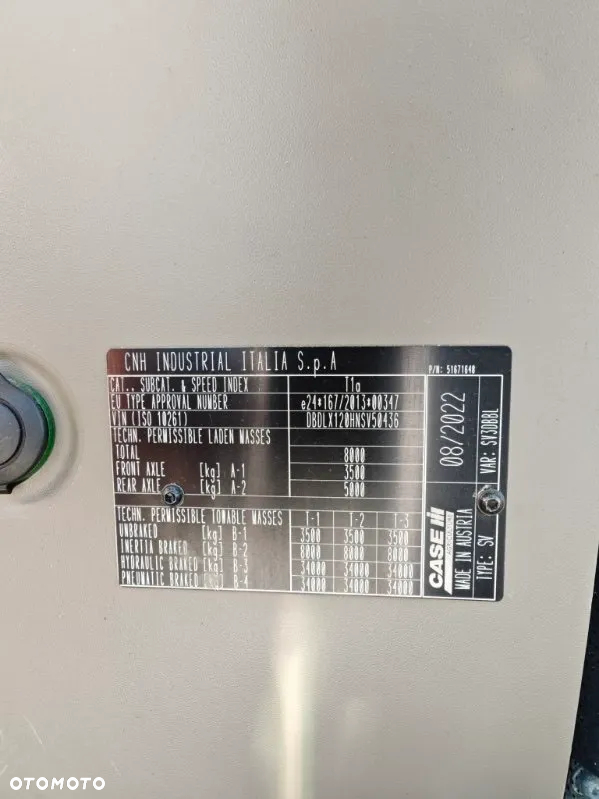 CNH INDUSTRIAL ITALIA S.p.A
P/N: 51671648
CAT., SUBCAT. & SPEED INDEX T1a
EU TYPE APPROVAL NUMBER e24*167/2013*00347
VIN (ISO 10261) DBDLX120HNSV50436
TECHN. PERMISSIBLE LADEN MASSES
TOTAL 8000
FRONT AXLE [kg] A-1 3500
REAR AXLE [kg] A-2 5000
TECHN. PERMISSIBLE TOWABLE MASSES T-1 T-2 T-3
UNBRAKED [kg] B-1 3500 3500 3500
INERTIA BRAKED [kg] B-2 8000 8000 8000
HYDRAULIC BRAKED [kg] B-3 34000 34000 34000
PNEUMATIC BRAKED [kg] B-4 34000 34000 34000
08/2022
VAR: SV3DBBL
CASE IH
AGRICULTURE
MADE IN AUSTRIA
TYPE: SV
OTOMOTO